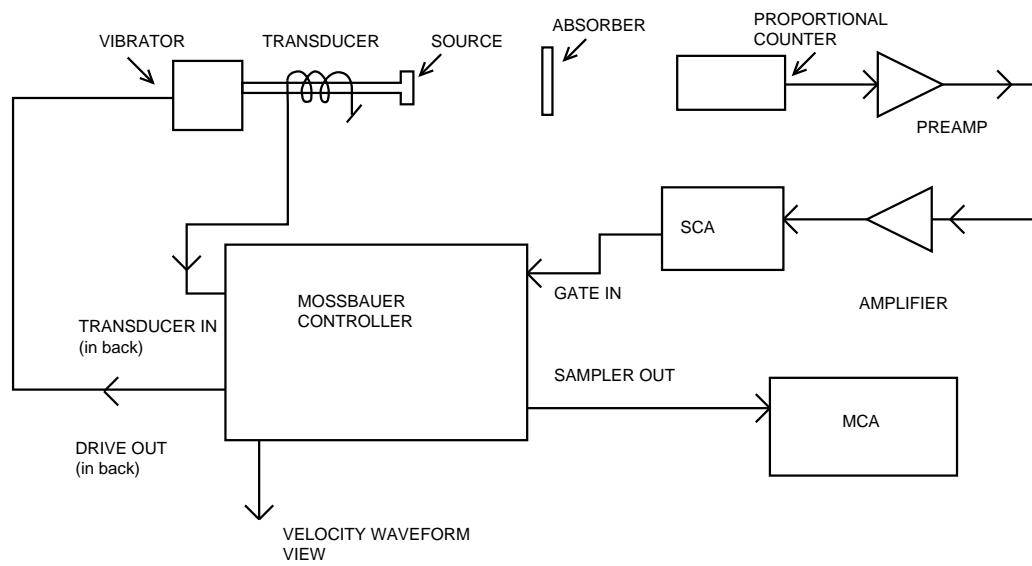 VIBRATOR
TRANSDUCER
SOURCE
ABSORBER
PROPORTIONAL
COUNTER
PREAMP
SCA
GATE IN
AMPLIFIER
MOSSBAUER
CONTROLLER
TRANSDUCER IN
(in back)
SAMPLER OUT
MCA
DRIVE OUT
(in back)
VELOCITY WAVEFORM
VIEW